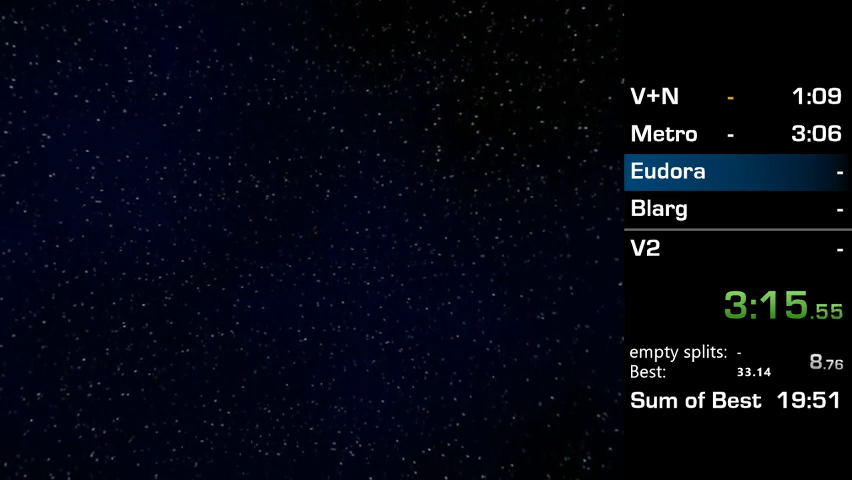 V+N - 1:09
Metro - 3:06
Eudora -
Blarg -
V2 -
3:15.55
empty splits: -
8.76
Best: 33.14
Sum of Best 19:51